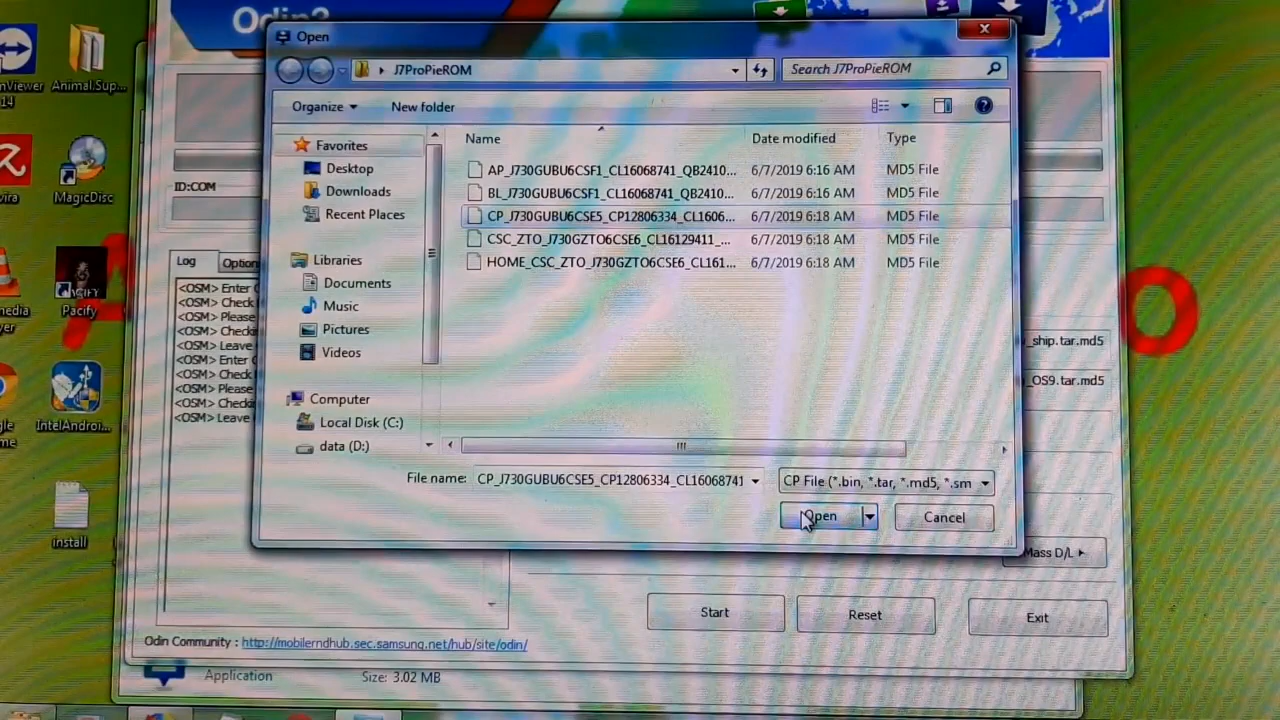 Odin3
Open
J7ProPieROM
Search J7ProPieROM
Organize
New folder
Name
Date modified
Type
Favorites
Desktop
Downloads
Recent Places
Libraries
Documents
Music
Pictures
Videos
Computer
Local Disk (C:)
data (D:)
AP_J730GUBU6CSF1_CL16068741_QB2410... 6/7/2019 6:16 AM MD5 File
BL_J730GUBU6CSF1_CL16068741_QB2410... 6/7/2019 6:16 AM MD5 File
CP_J730GUBU6CSE5_CP12806334_CL1606... 6/7/2019 6:18 AM MD5 File
CSC_ZTO_J730GZTO6CSE6_CL16129411_... 6/7/2019 6:18 AM MD5 File
HOME_CSC_ZTO_J730GZTO6CSE6_CL161... 6/7/2019 6:18 AM MD5 File
File name: CP_J730GUBU6CSE5_CP12806334_CL16068741
CP File (*.bin, *.tar, *.md5, *.sm
Open
Cancel
Viewer
14
Animal.Sup...
MagicDisc
Pacify
IntelAndroi...
install
ID:COM
Log
Option
<OSM> Enter
<OSM> Check
<OSM> Please
<OSM> Checki
<OSM> Leave
<OSM> Enter
<OSM> Check
<OSM> Please
<OSM> Checki
<OSM> Leave
_ship.tar.md5
_OS9.tar.md5
Mass D/L
Start
Reset
Exit
Odin Community : http://mobilerndhub.sec.samsung.net/hub/site/odin/
Application
Size: 3.02 MB